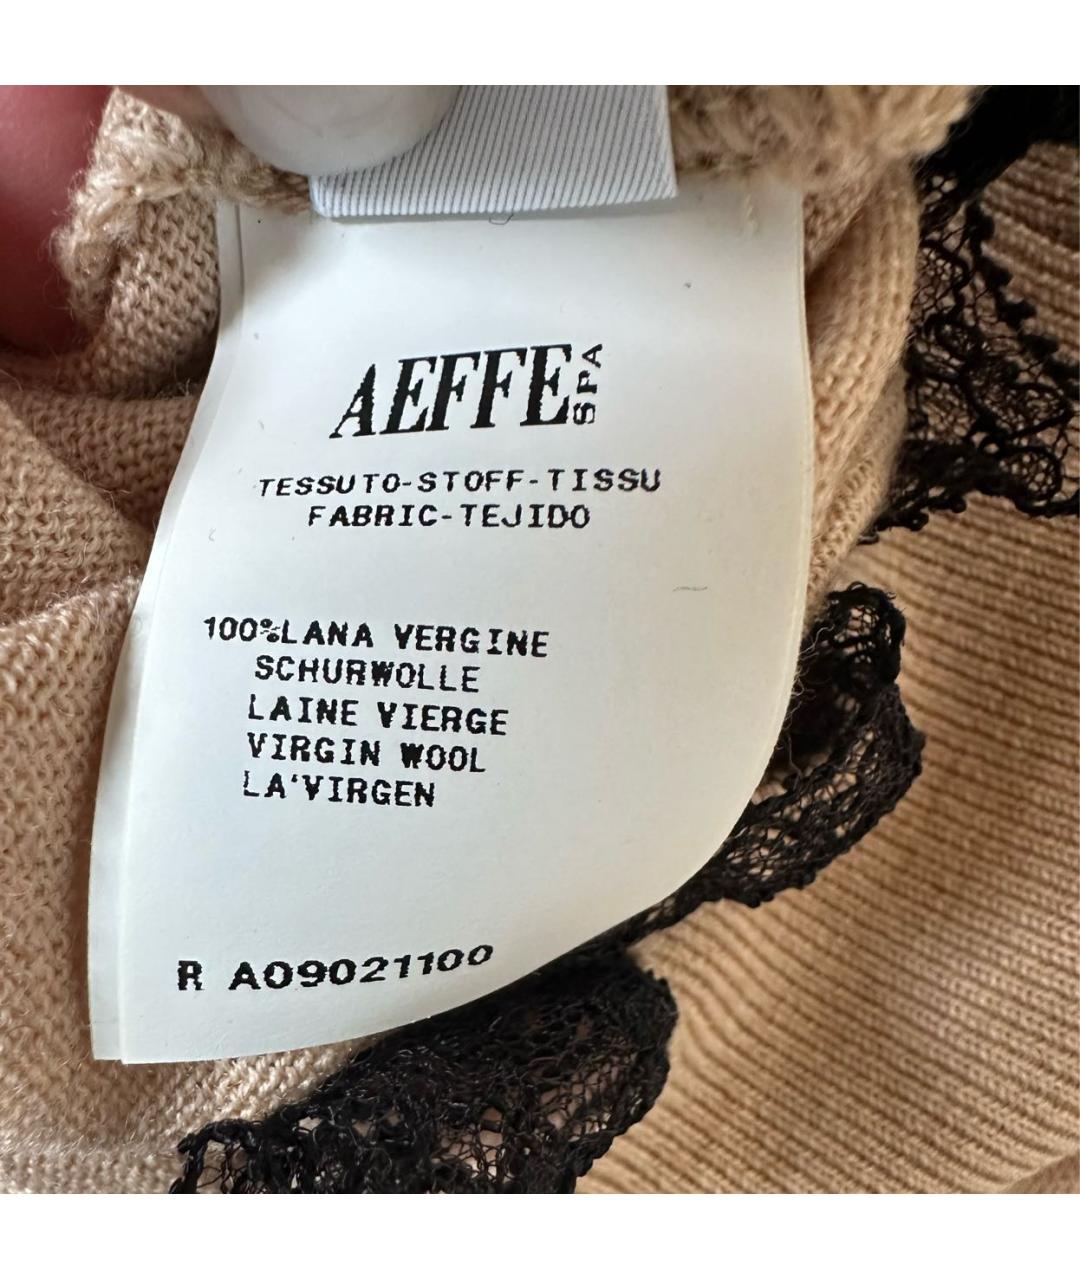 AEFFE SPA
TESSUTO-STOFF-TISSU
FABRIC-TEJIDO
100%LANA VERGINE
SCHURWOLLE
LAINE VIERGE
VIRGIN WOOL
LA'VIRGEN
R A09021100